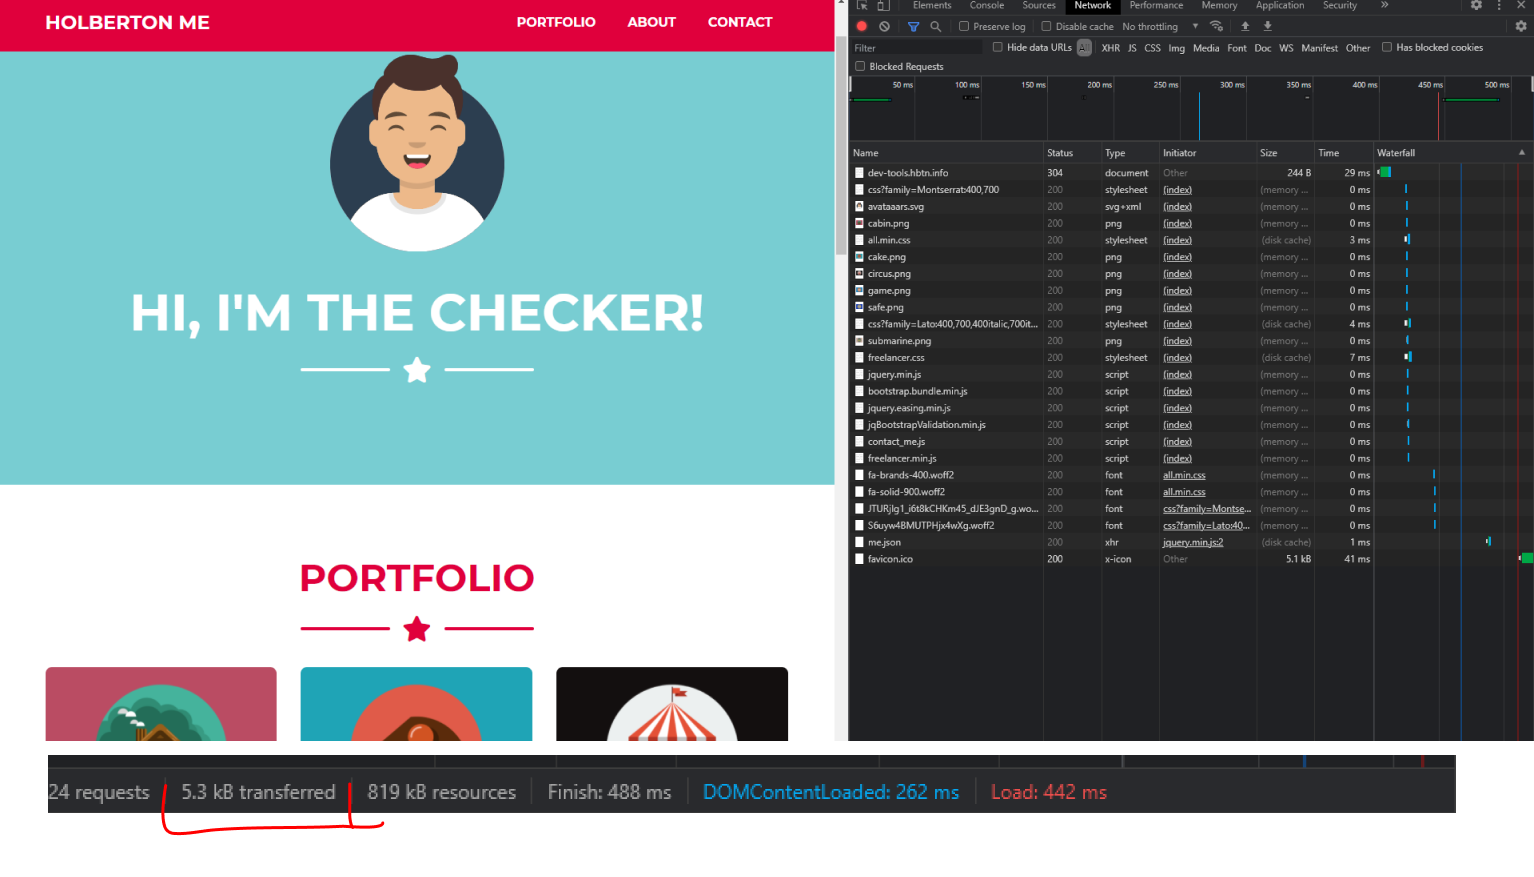 HOLBERTON ME
PORTFOLIO ABOUT CONTACT
HI, I'M THE CHECKER!
PORTFOLIO
Elements Console Sources Network Performance Memory Application Security »
Preserve log Disable cache No throttling
Filter Hide data URLs All XHR JS CSS Img Media Font Doc WS Manifest Other Has blocked cookies
Blocked Requests
50 ms 100 ms 150 ms 200 ms 250 ms 300 ms 350 ms 400 ms 450 ms 500 ms
Name Status Type Initiator Size Time Waterfall
dev-tools.hbtn.info 304 document Other 244 B 29 ms
css?family=Montserrat:400,700 200 stylesheet (index) (memory ... 0 ms
avataaars.svg 200 svg+xml (index) (memory ... 0 ms
cabin.png 200 png (index) (memory ... 0 ms
all.min.css 200 stylesheet (index) (disk cache) 3 ms
cake.png 200 png (index) (memory ... 0 ms
circus.png 200 png (index) (memory ... 0 ms
game.png 200 png (index) (memory ... 0 ms
safe.png 200 png (index) (memory ... 0 ms
css?family=Lato:400,700,400italic,700it... 200 stylesheet (index) (disk cache) 4 ms
submarine.png 200 png (index) (memory ... 0 ms
freelancer.css 200 stylesheet (index) (disk cache) 7 ms
jquery.min.js 200 script (index) (memory ... 0 ms
bootstrap.bundle.min.js 200 script (index) (memory ... 0 ms
jquery.easing.min.js 200 script (index) (memory ... 0 ms
jqBootstrapValidation.min.js 200 script (index) (memory ... 0 ms
contact_me.js 200 script (index) (memory ... 0 ms
freelancer.min.js 200 script (index) (memory ... 0 ms
fa-brands-400.woff2 200 font all.min.css (memory ... 0 ms
fa-solid-900.woff2 200 font all.min.css (memory ... 0 ms
JTURjIg1_i6t8kCHKm45_dJE3gnD_g.wo... 200 font css?family=Montse... (memory ... 0 ms
S6uyw4BMUTPHjx4wXg.woff2 200 font css?family=Lato:40... (memory ... 0 ms
me.json 200 xhr jquery.min.js:2 (disk cache) 1 ms
favicon.ico 200 x-icon Other 5.1 kB 41 ms
24 requests 5.3 kB transferred 819 kB resources Finish: 488 ms DOMContentLoaded: 262 ms Load: 442 ms